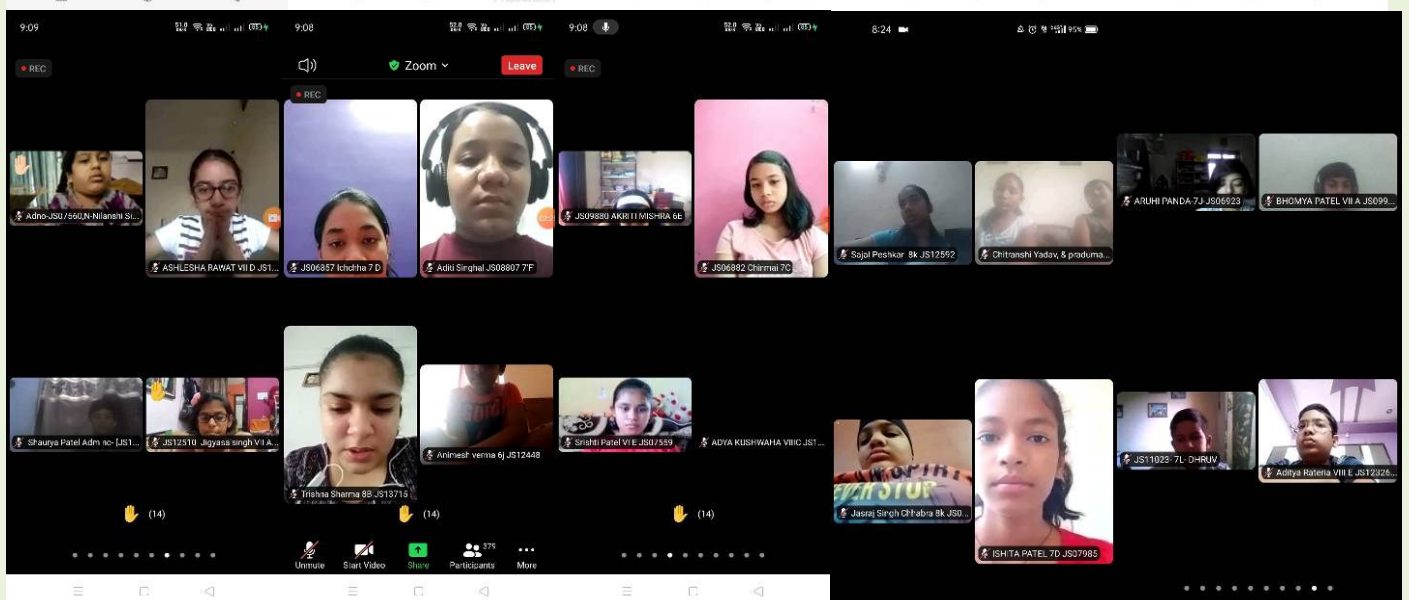 9:09
REC
Adno-JS07560,N-Nilanshi Si...
ASHLESHA RAWAT VII D JS1...
Shaurya Patel Adm no- [JS1...
JS12510 Jigyasa singh VII A...
(14)
9:08
Zoom
Leave
REC
JS06857 Ichchha 7 D
Aditi Singhal JS08807 7'F
Trishna Sharma 8B JS13715
Animesh verma 6j JS12448
(14)
Unmute
Start Video
Share
Participants
More
9:08
REC
JS09880 AKRITI MISHRA 6E
JS06882 Chinmai 7C
Srishti Patel VI E JS07559
ADYA KUSHWAHA VIIIC JS1...
(14)
8:24
95%
Sajal Peshkar 8k JS12592
Chitranshi Yadav, & praduma...
ARUHI PANDA-7J-JS06923
BHOMYA PATEL VII A JS099...
Jasraj Singh Chhabra 8k JS0...
ISHITA PATEL 7D JS07985
JS11023- 7L- DHRUV
Aditya Rateria VIII E JS12326...